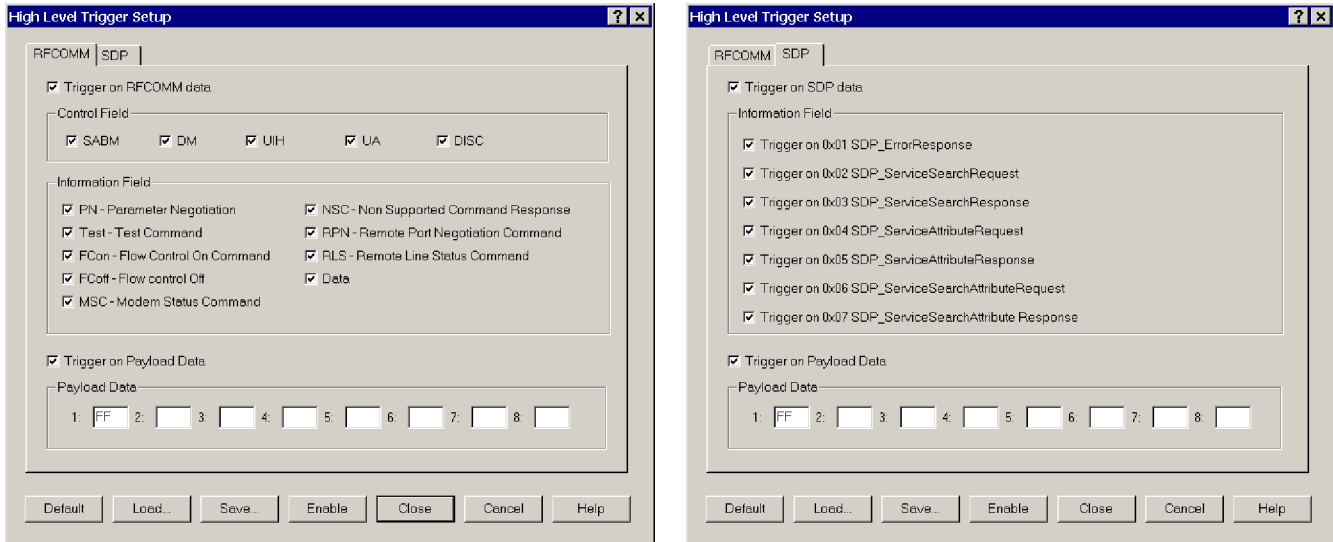 High Level Trigger Setup
RFCOMM SDP
Trigger on RFCOMM data
Control Field
SABM DM UIH UA DISC
Information Field
PN - Parameter Negotiation NSC - Non Supported Command Response
Test - Test Command RPN - Remote Port Negotiation Command
FCon - Flow Control On Command RLS - Remote Line Status Command
FCoff - Flow control Off Data
MSC - Modem Status Command
Trigger on Payload Data
Payload Data
1: FF 2: 3: 4: 5: 6: 7: 8:
Default Load... Save... Enable Close Cancel Help
High Level Trigger Setup
RFCOMM SDP
Trigger on SDP data
Information Field
Trigger on 0x01 SDP_ErrorResponse
Trigger on 0x02 SDP_ServiceSearchRequest
Trigger on 0x03 SDP_ServiceSearchResponse
Trigger on 0x04 SDP_ServiceAttributeRequest
Trigger on 0x05 SDP_ServiceAttributeResponse
Trigger on 0x06 SDP_ServiceSearchAttributeRequest
Trigger on 0x07 SDP_ServiceSearchAttribute Response
Trigger on Payload Data
Payload Data
1: FF 2: 3: 4: 5: 6: 7: 8:
Default Load... Save... Enable Close Cancel Help